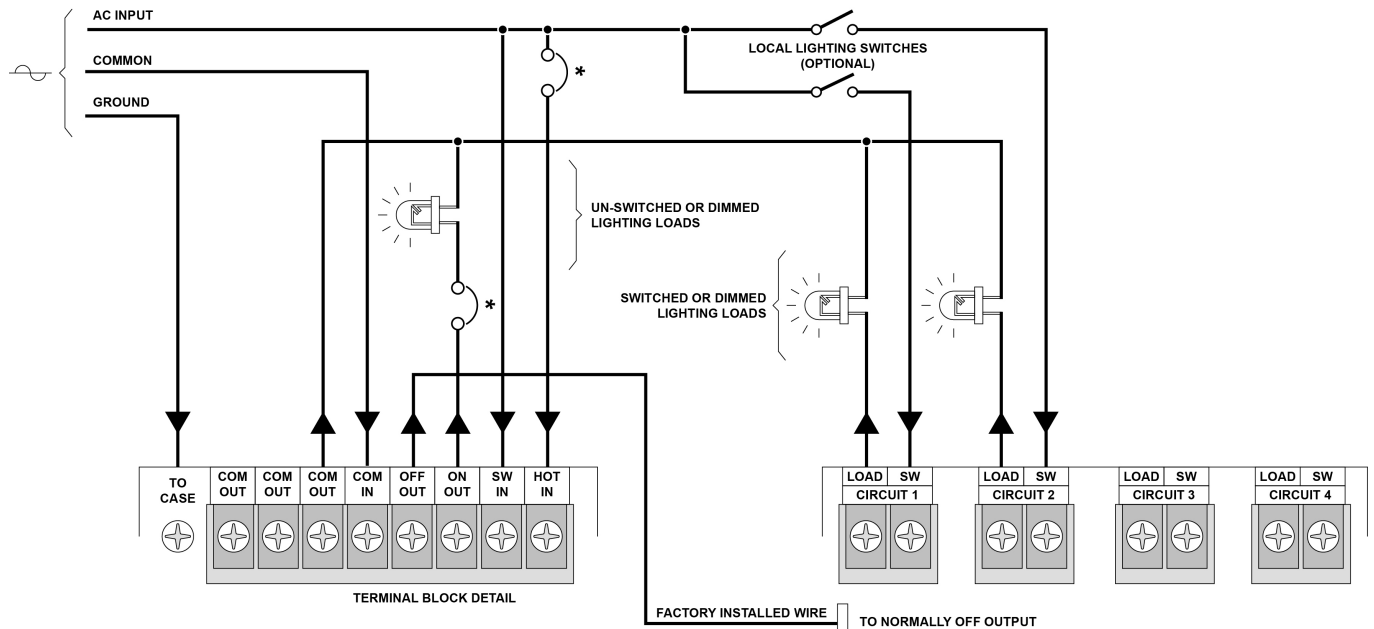 AC INPUT
COMMON
GROUND
LOCAL LIGHTING SWITCHES
(OPTIONAL)
*
UN-SWITCHED OR DIMMED
LIGHTING LOADS
*
SWITCHED OR DIMMED
LIGHTING LOADS
TO
CASE
COM
OUT
COM
OUT
COM
OUT
COM
IN
OFF
OUT
ON
OUT
SW
IN
HOT
IN
LOAD SW
CIRCUIT 1
LOAD SW
CIRCUIT 2
LOAD SW
CIRCUIT 3
LOAD SW
CIRCUIT 4
TERMINAL BLOCK DETAIL
FACTORY INSTALLED WIRE
TO NORMALLY OFF OUTPUT